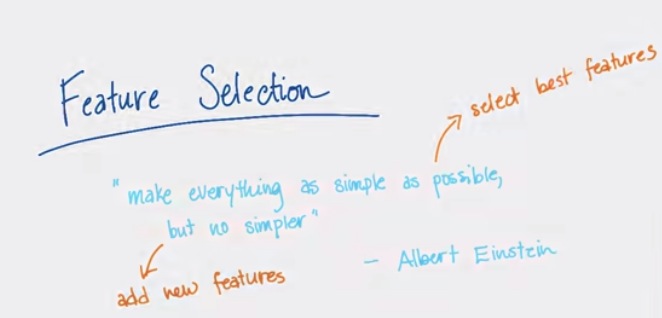 Feature Selection
select best features
"make everything as simple as possible,
but no simpler"
add new features
- Albert Einstein